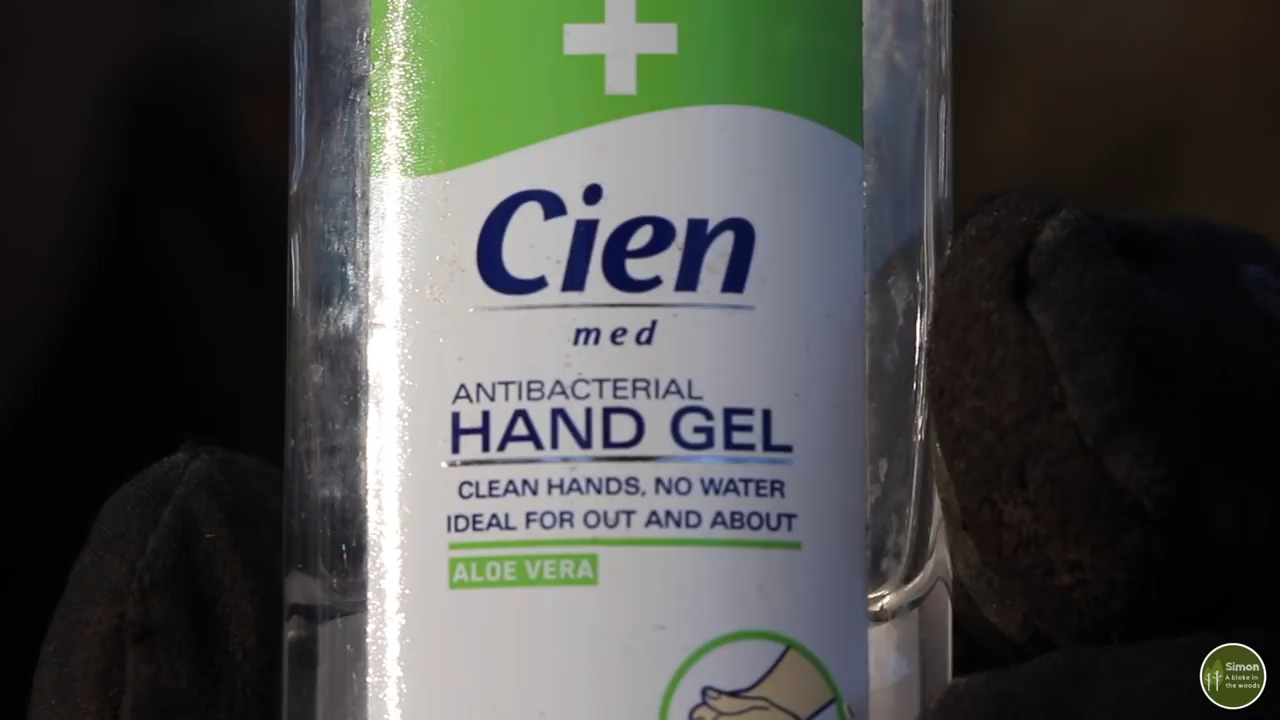 Cien
med
ANTIBACTERIAL
HAND GEL
CLEAN HANDS, NO WATER
IDEAL FOR OUT AND ABOUT
ALOE VERA
Simon
A bloke in
the woods